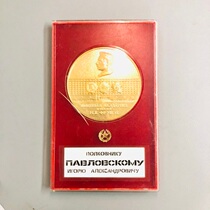 ПОЛКОВНИКУ
ПАВЛОВСКОМУ
ИГОРЮ АЛЕКСАНДРОВИЧУ